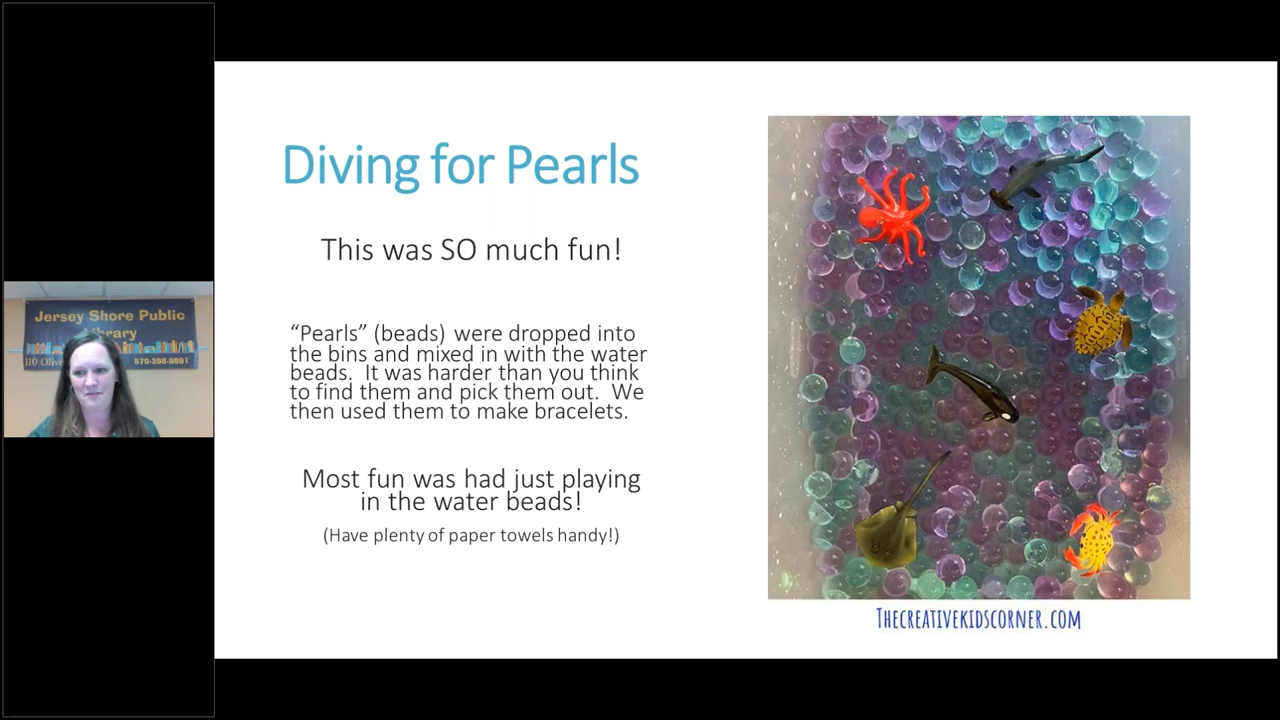 Jersey Shore Public
Library
110 Olive
570-398-9891
Diving for Pearls
This was SO much fun!
“Pearls” (beads) were dropped into
the bins and mixed in with the water
beads. It was harder than you think
to find them and pick them out. We
then used them to make bracelets.
Most fun was had just playing
in the water beads!
(Have plenty of paper towels handy!)
THECREATIVEKIDSCORNER.COM